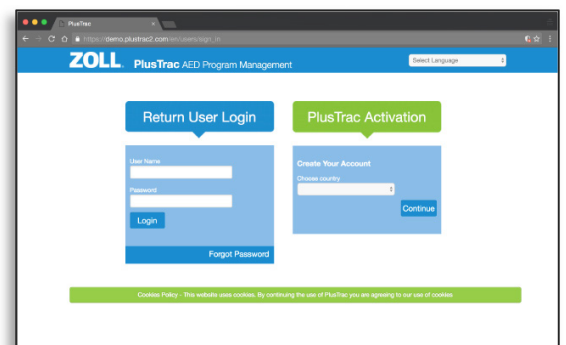 PlusTrac
https://demo.plustrac2.com/en/users/sign_in
ZOLL. PlusTrac AED Program Management
Select Language
Return User Login
PlusTrac Activation
User Name
Password
Login
Forgot Password
Create Your Account
Choose country
Continue
Cookies Policy - This website uses cookies. By continuing the use of PlusTrac you are agreeing to our use of cookies